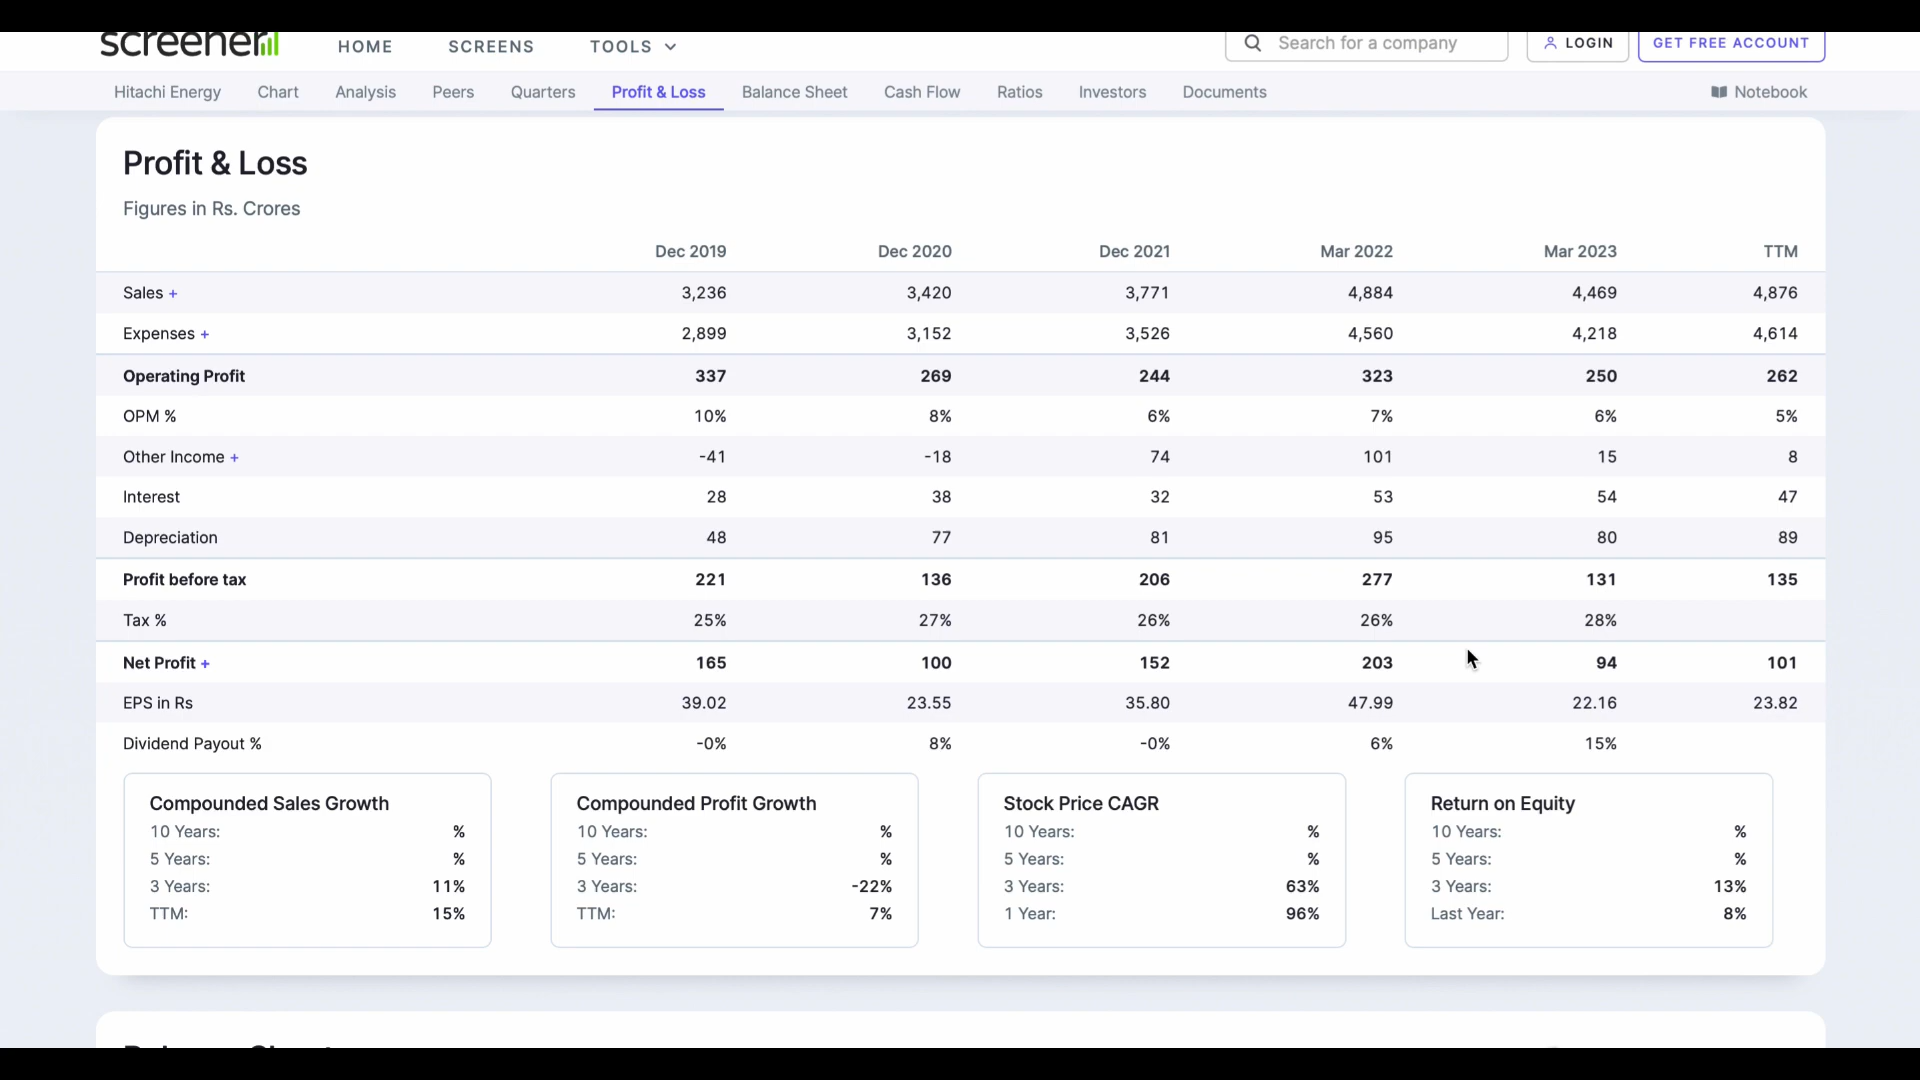 screener
HOME SCREENS TOOLS
Search for a company
LOGIN
GET FREE ACCOUNT
Hitachi Energy Chart Analysis Peers Quarters Profit & Loss Balance Sheet Cash Flow Ratios Investors Documents Notebook
Profit & Loss
Figures in Rs. Crores
Dec 2019 Dec 2020 Dec 2021 Mar 2022 Mar 2023 TTM
Sales + 3,236 3,420 3,771 4,884 4,469 4,876
Expenses + 2,899 3,152 3,526 4,560 4,218 4,614
Operating Profit 337 269 244 323 250 262
OPM % 10% 8% 6% 7% 6% 5%
Other Income + -41 -18 74 101 15 8
Interest 28 38 32 53 54 47
Depreciation 48 77 81 95 80 89
Profit before tax 221 136 206 277 131 135
Tax % 25% 27% 26% 26% 28%
Net Profit + 165 100 152 203 94 101
EPS in Rs 39.02 23.55 35.80 47.99 22.16 23.82
Dividend Payout % -0% 8% -0% 6% 15%
Compounded Sales Growth
10 Years: %
5 Years: %
3 Years: 11%
TTM: 15%
Compounded Profit Growth
10 Years: %
5 Years: %
3 Years: -22%
TTM: 7%
Stock Price CAGR
10 Years: %
5 Years: %
3 Years: 63%
1 Year: 96%
Return on Equity
10 Years: %
5 Years: %
3 Years: 13%
Last Year: 8%